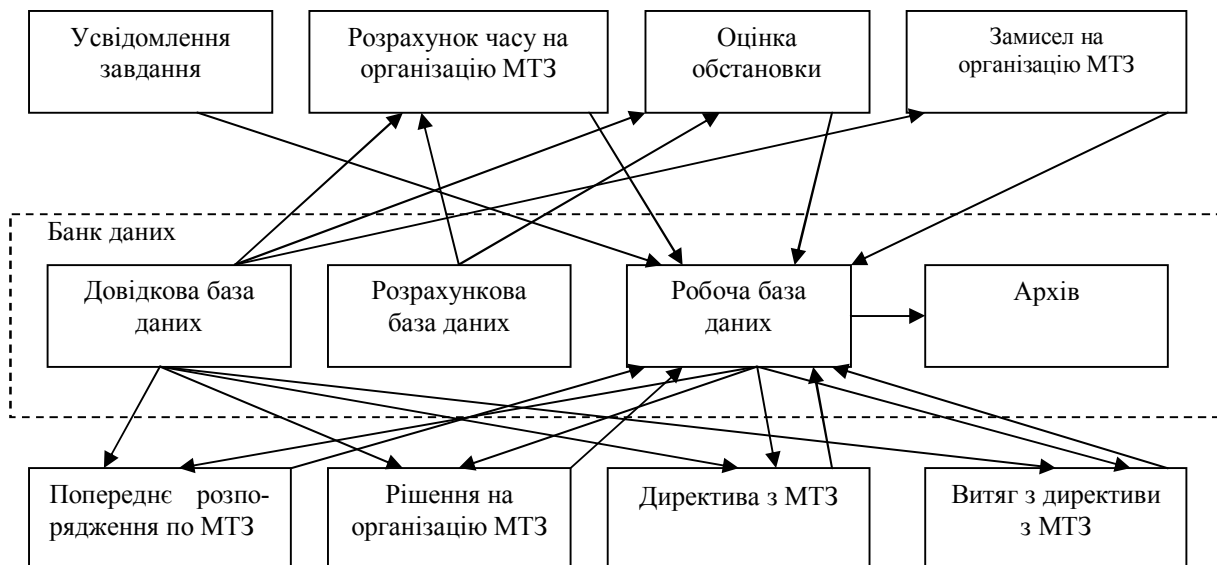 Усвідомлення
завдання
Розрахунок часу на
організацію МТЗ
Оцінка
обстановки
Замисел на
організацію МТЗ
Банк даних
Довідкова база
даних
Розрахункова
база даних
Робоча база
даних
Архів
Попереднє розпо-
рядження по МТЗ
Рішення на
організацію МТЗ
Директива з МТЗ
Витяг з директиви
з МТЗ